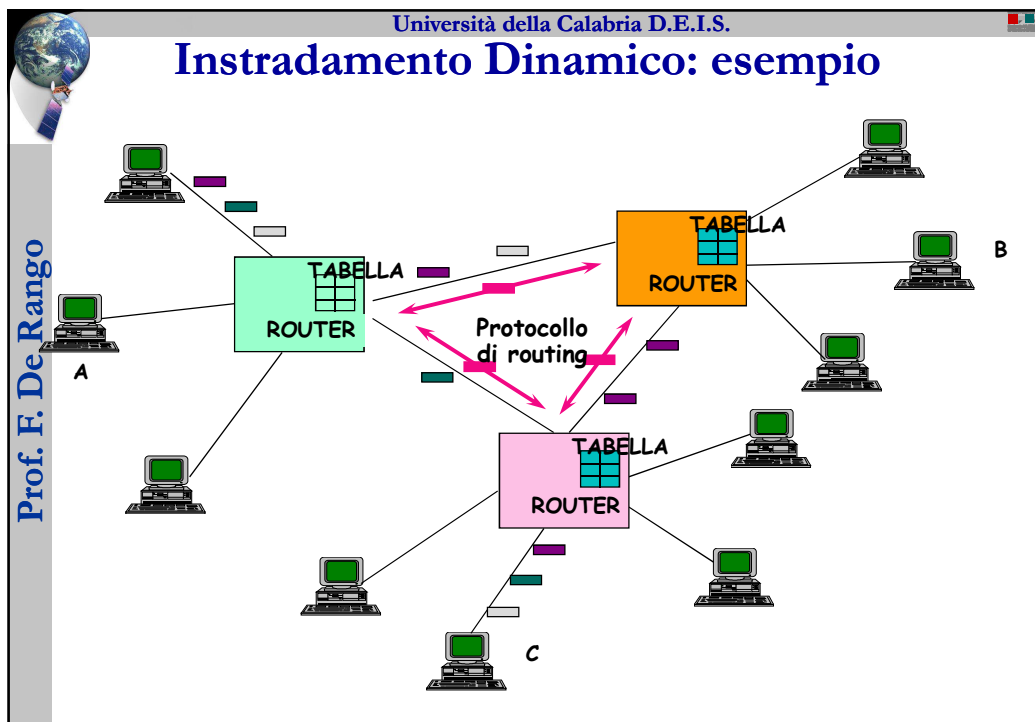 Università della Calabria D.E.I.S.
Instradamento Dinamico: esempio
Prof. F. De Rango
TABELLA
ROUTER
A
TABELLA
ROUTER
B
Protocollo
di routing
TABELLA
ROUTER
C